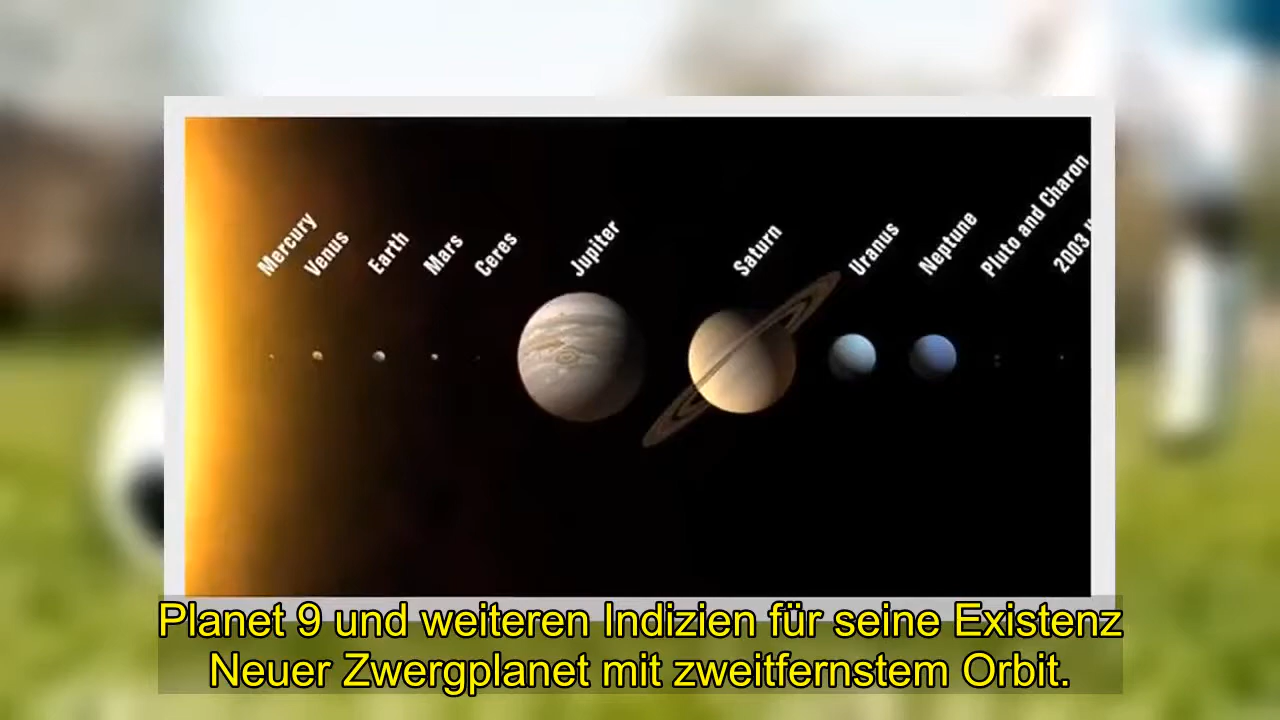 Mercury
Venus
Earth
Mars
Ceres
Jupiter
Saturn
Uranus
Neptune
Pluto and Charon
2003
Planet 9 und weiteren Indizien für seine Existenz
Neuer Zwergplanet mit zweitfernstem Orbit.